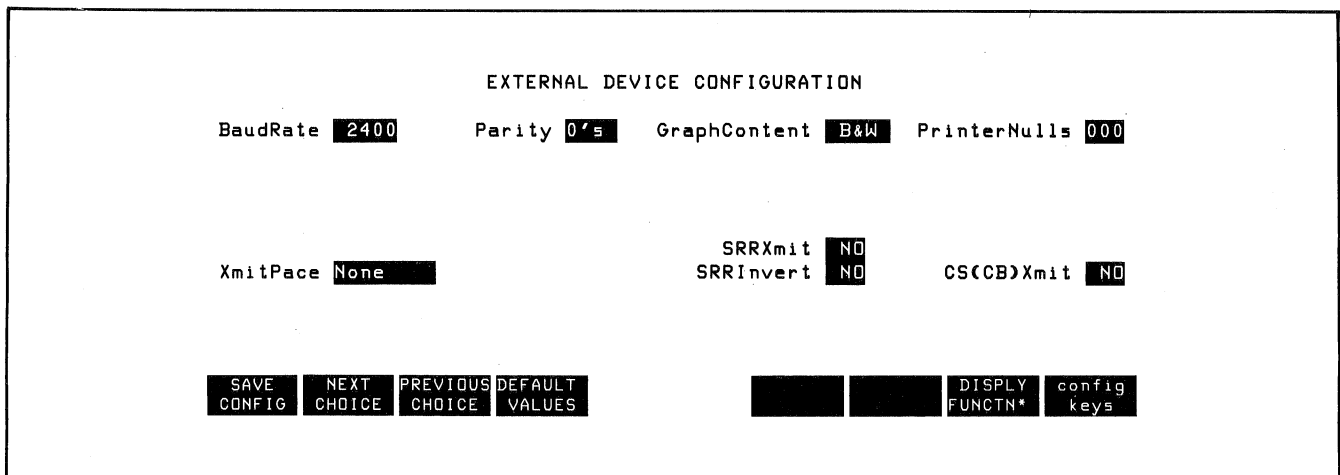 EXTERNAL DEVICE CONFIGURATION
BaudRate 2400 Parity 0's GraphContent B&W PrinterNulls 000
SRRXmit NO
XmitPace None SRRInvert NO CS(CB)Xmit NO
SAVE NEXT PREVIOUS DEFAULT DISPLY config
CONFIG CHOICE CHOICE VALUES FUNCTN* keys